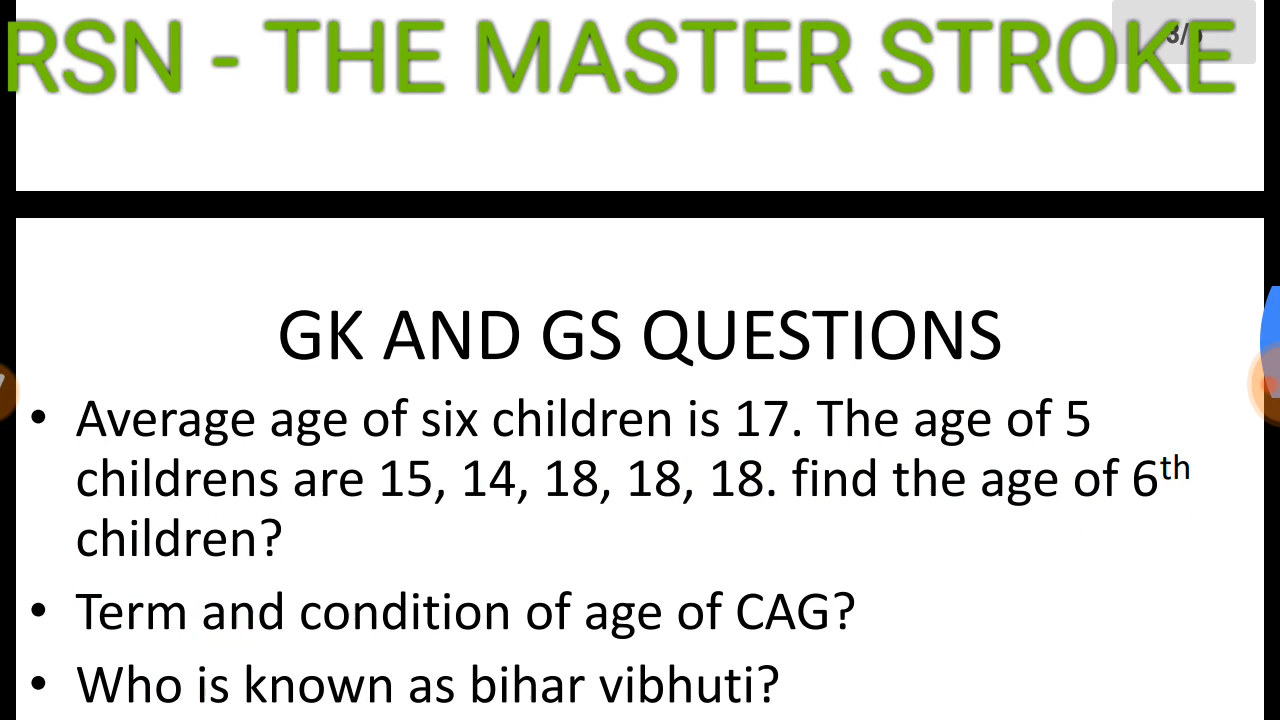 RSN - THE MASTER STROKE
3/
GK AND GS QUESTIONS
• Average age of six children is 17. The age of 5
childrens are 15, 14, 18, 18, 18. find the age of 6th
children?
• Term and condition of age of CAG?
• Who is known as bihar vibhuti?